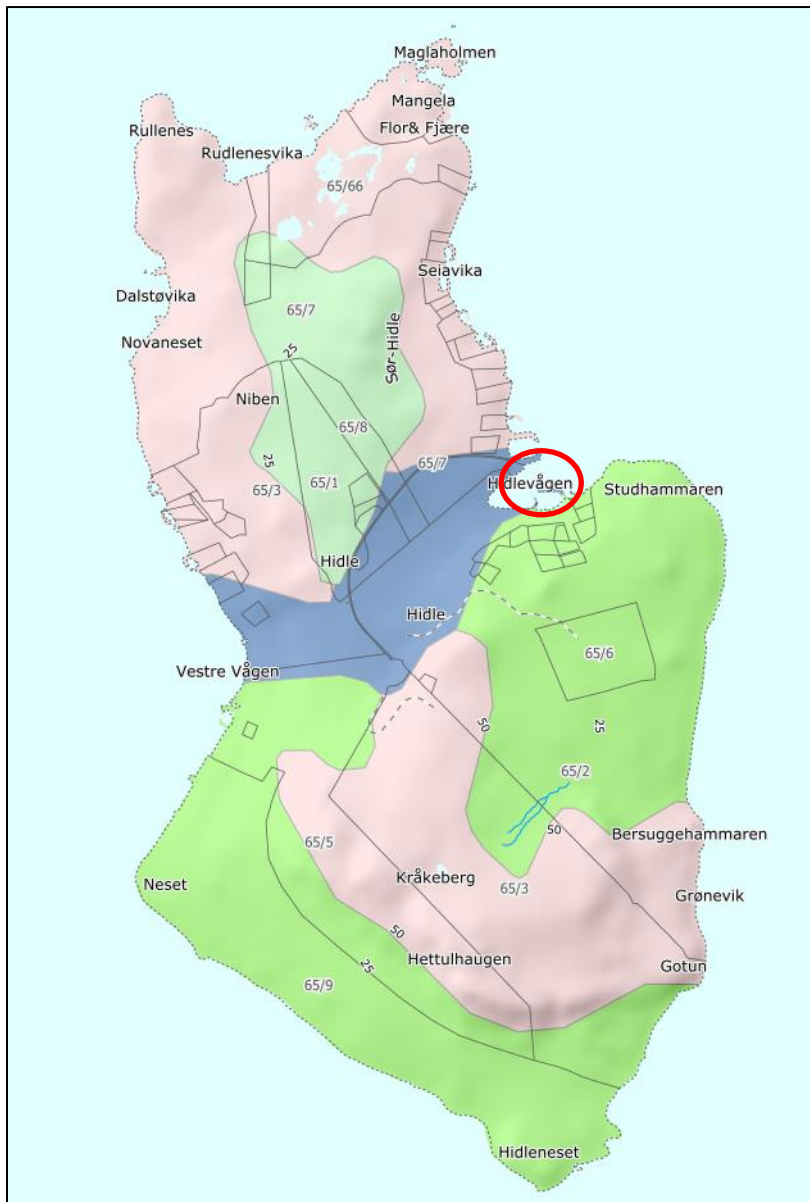 Maglaholmen
Mangela
Flor& Fjære
Rullenes
Rudlenesvika
65/66
Seiavika
Dalstøvika
65/7
Novaneset
Sør-Hidle
25
Niben
65/8
25
65/7
65/3
65/1
Hidlevågen
Studhammaren
Hidle
Hidle
65/6
Vestre Vågen
50
25
65/2
50
Bersuggehammaren
65/5
Neset
Kråkeberg
65/3
Grønevik
50
Hettulhaugen
25
Gotun
65/9
Hidleneset